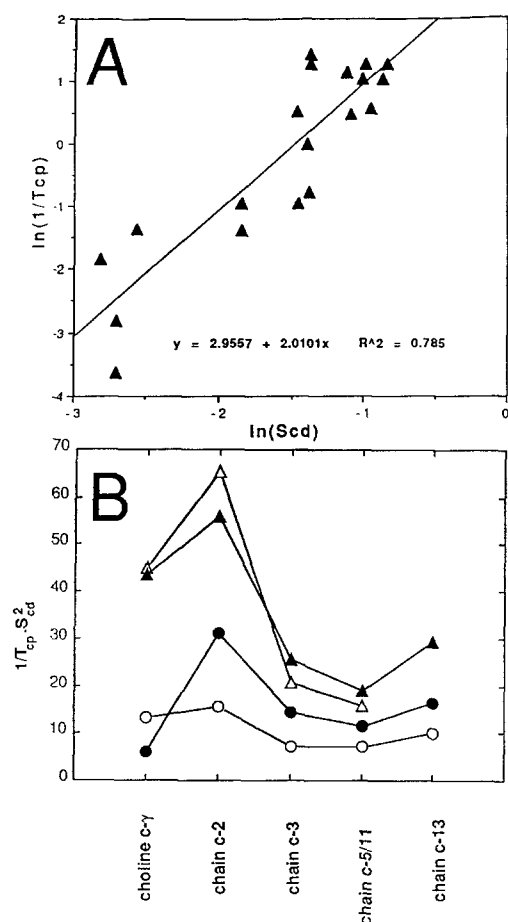 A
2
1
0
-1
-2
-3
-4
ln(1/Tcp)
y = 2.9557 + 2.0101x R^2 = 0.785
-3 -2 -1 0
ln(Scd)
B
70
60
50
40
30
20
10
0
1/Tcp·S²cd
choline c-γ
chain c-2
chain c-3
chain c-5/11
chain c-13